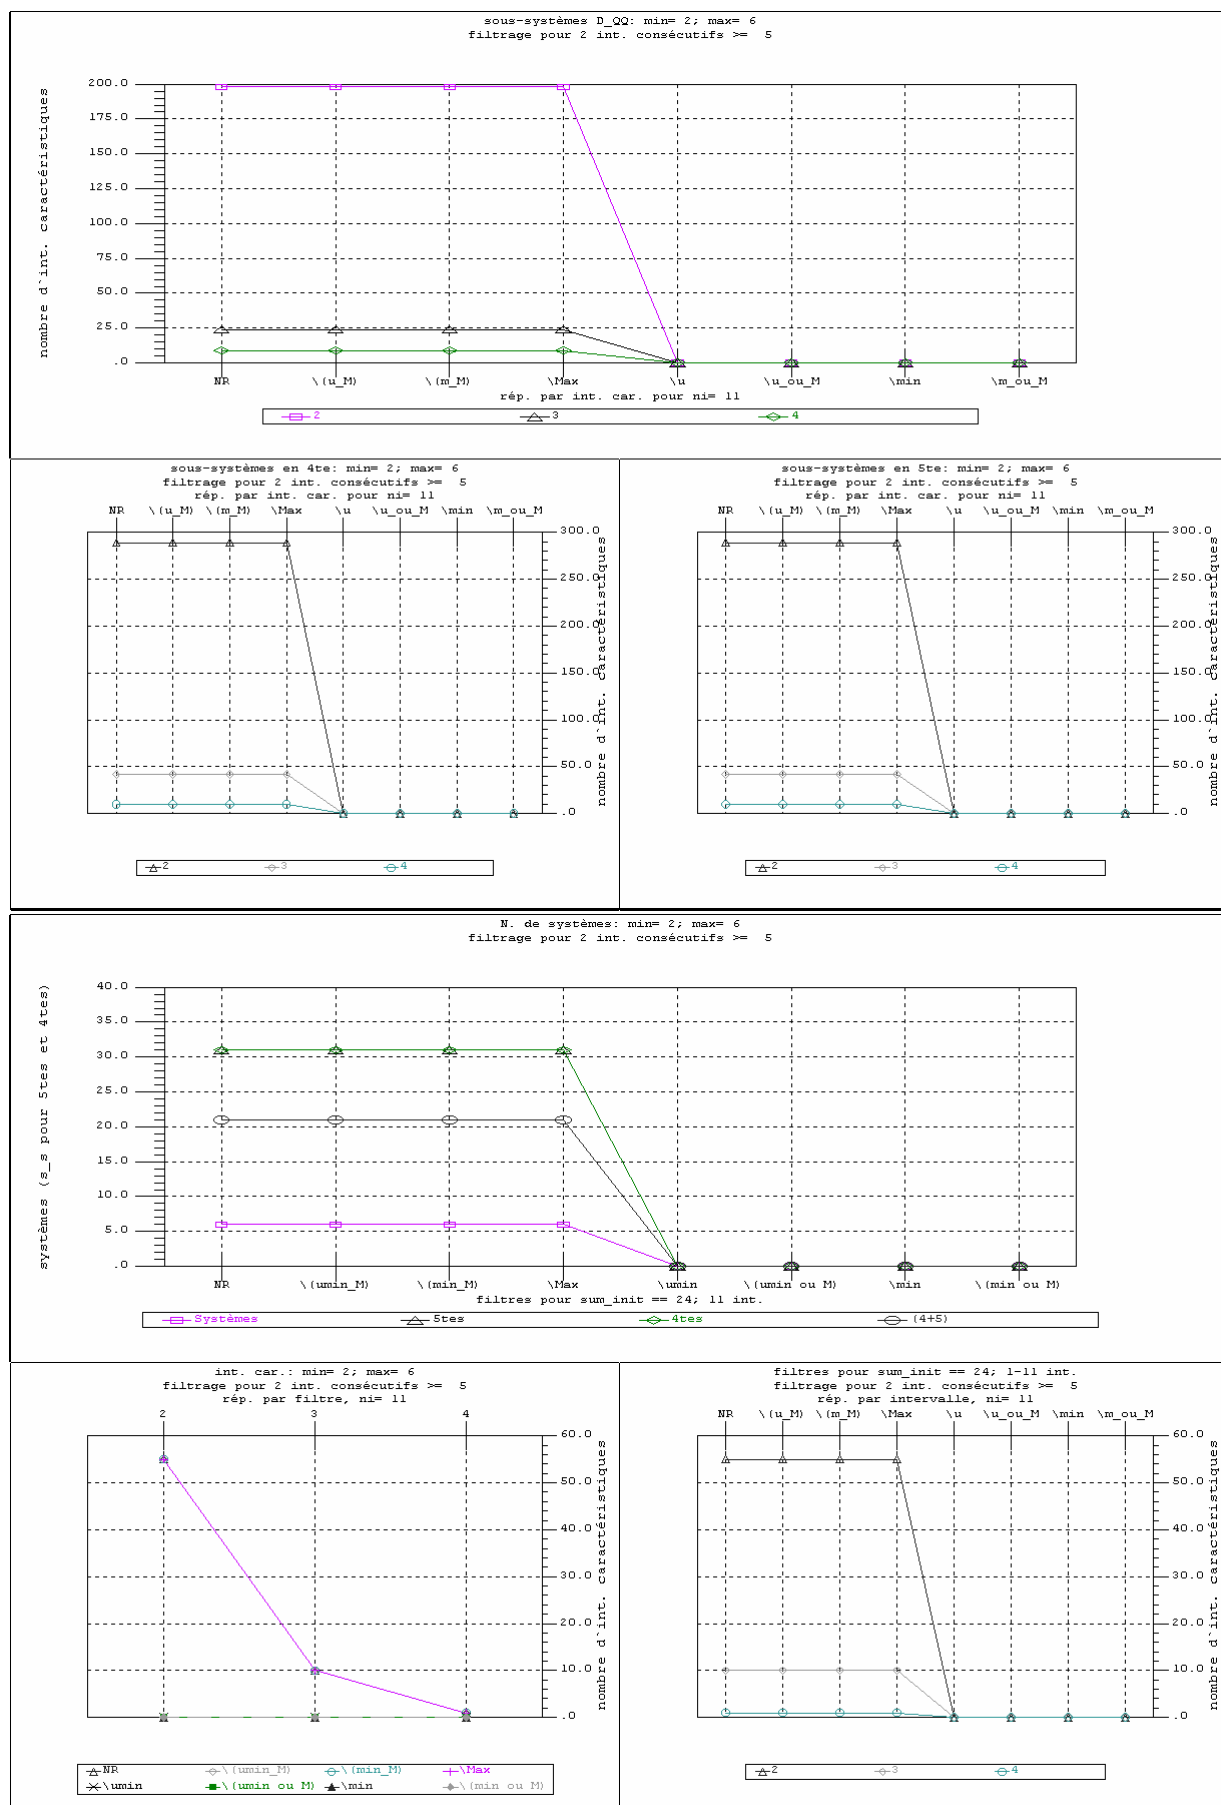 sous-systèmes D_QQ: min= 2; max= 6
filtrage pour 2 int. consécutifs >= 5
nombre d`int. caractéristiques
200.0
175.0
150.0
125.0
100.0
75.0
50.0
25.0
.0
NR \(u_M) \(m_M) \Max \u \u_ou_M \min \m_ou_M
rép. par int. car. pour ni= 11
2 3 4
sous-systèmes en 4te: min= 2; max= 6
filtrage pour 2 int. consécutifs >= 5
rép. par int. car. pour ni= 11
NR \(u_M) \(m_M) \Max \u \u_ou_M \min \m_ou_M
300.0
250.0
200.0
150.0
100.0
50.0
.0
nombre d`int. caractéristiques
2 3 4
sous-systèmes en 5te: min= 2; max= 6
filtrage pour 2 int. consécutifs >= 5
rép. par int. car. pour ni= 11
NR \(u_M) \(m_M) \Max \u \u_ou_M \min \m_ou_M
300.0
250.0
200.0
150.0
100.0
50.0
.0
nombre d`int. caractéristiques
2 3 4
N. de systèmes: min= 2; max= 6
filtrage pour 2 int. consécutifs >= 5
systèmes (s_s pour 5tes et 4tes)
40.0
35.0
30.0
25.0
20.0
15.0
10.0
5.0
.0
NR \(umin_M) \(min_M) \Max \umin \(umin ou M) \min \(min ou M)
filtres pour sum_init == 24; 11 int.
Systèmes 5tes 4tes (4+5)
int. car.: min= 2; max= 6
filtrage pour 2 int. consécutifs >= 5
rép. par filtre, ni= 11
2 3 4
60.0
50.0
40.0
30.0
20.0
10.0
.0
nombre d`int. caractéristiques
NR \(umin_M) \(min_M) \Max
\umin \(umin ou M) \min \(min ou M)
filtres pour sum_init == 24; 1-11 int.
filtrage pour 2 int. consécutifs >= 5
rép. par intervalle, ni= 11
NR \(u_M) \(m_M) \Max \u \u_ou_M \min \m_ou_M
60.0
50.0
40.0
30.0
20.0
10.0
.0
nombre d`int. caractéristiques
2 3 4